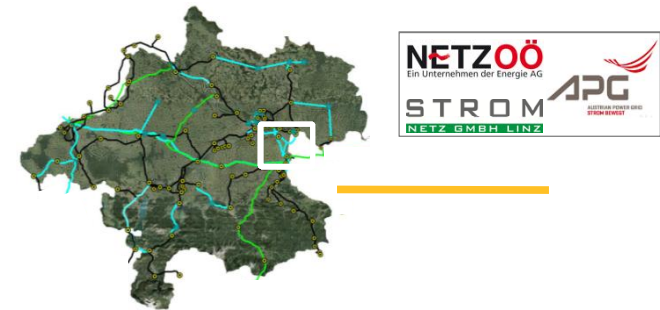 NETZOÖ
Ein Unternehmen der Energie AG
STROM
NETZ GMBH LINZ
APG
AUSTRIAN POWER GRID
STROM BEWEGT